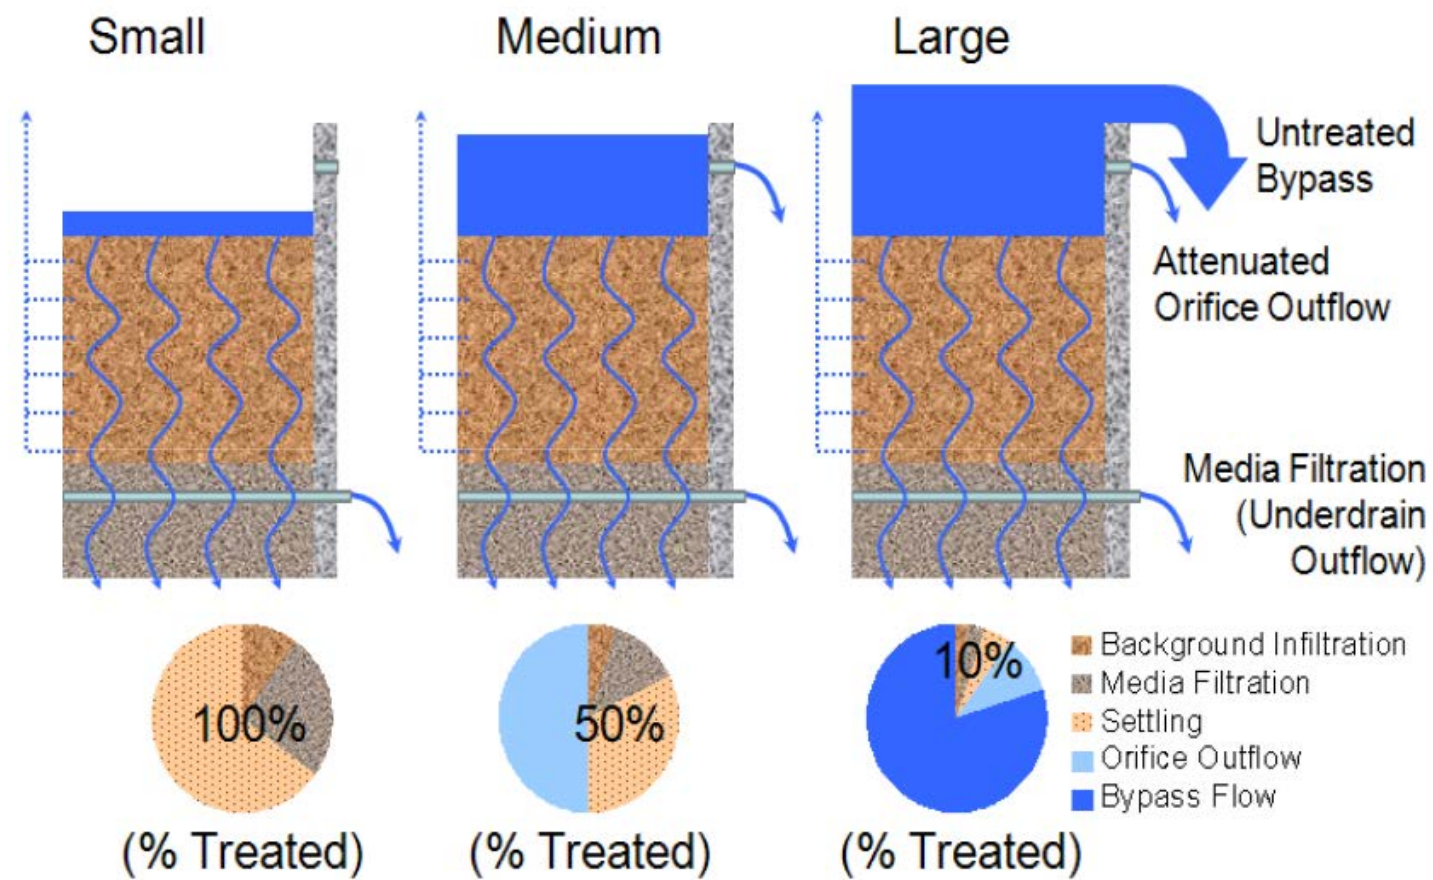 Small
Medium
Large
Untreated
Bypass
Attenuated
Orifice Outflow
Media Filtration
(Underdrain
Outflow)
100%
50%
10%
Background Infiltration
Media Filtration
Settling
Orifice Outflow
Bypass Flow
(% Treated)
(% Treated)
(% Treated)